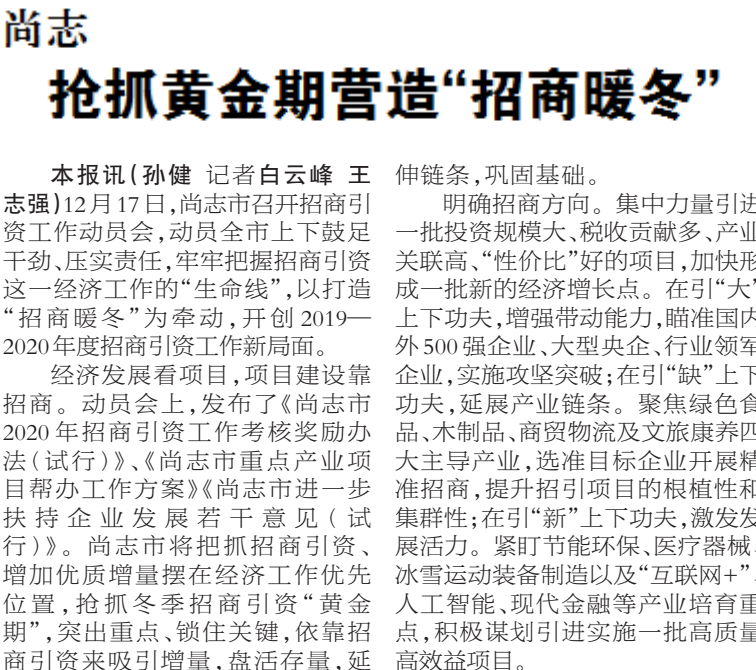 尚志
抢抓黄金期营造“招商暖冬”
本报讯(孙健 记者白云峰 王
志强)12月17日,尚志市召开招商引
资工作动员会,动员全市上下鼓足
干劲、压实责任,牢牢把握招商引资
这一经济工作的“生命线”,以打造
“招商暖冬”为牵动,开创2019—
2020年度招商引资工作新局面。
经济发展看项目,项目建设靠
招商。动员会上,发布了《尚志市
2020年招商引资工作考核奖励办
法(试行)》、《尚志市重点产业项
目帮办工作方案》《尚志市进一步
扶持企业发展若干意见(试
行)》。尚志市将把抓招商引资、
增加优质增量摆在经济工作优先
位置,抢抓冬季招商引资“黄金
期”,突出重点、锁住关键,依靠招
商引资来吸引增量,盘活存量,延
伸链条,巩固基础。
明确招商方向。集中力量引进
一批投资规模大、税收贡献多、产业
关联高、“性价比”好的项目,加快形
成一批新的经济增长点。在引“大”
上下功夫,增强带动能力,瞄准国内
外500强企业、大型央企、行业领军
企业,实施攻坚突破;在引“缺”上下
功夫,延展产业链条。聚焦绿色食
品、木制品、商贸物流及文旅康养四
大主导产业,选准目标企业开展精
准招商,提升招引项目的根植性和
集群性;在引“新”上下功夫,激发发
展活力。紧盯节能环保、医疗器械、
冰雪运动装备制造以及“互联网+”、
人工智能、现代金融等产业培育重
点,积极谋划引进实施一批高质量
高效益项目。